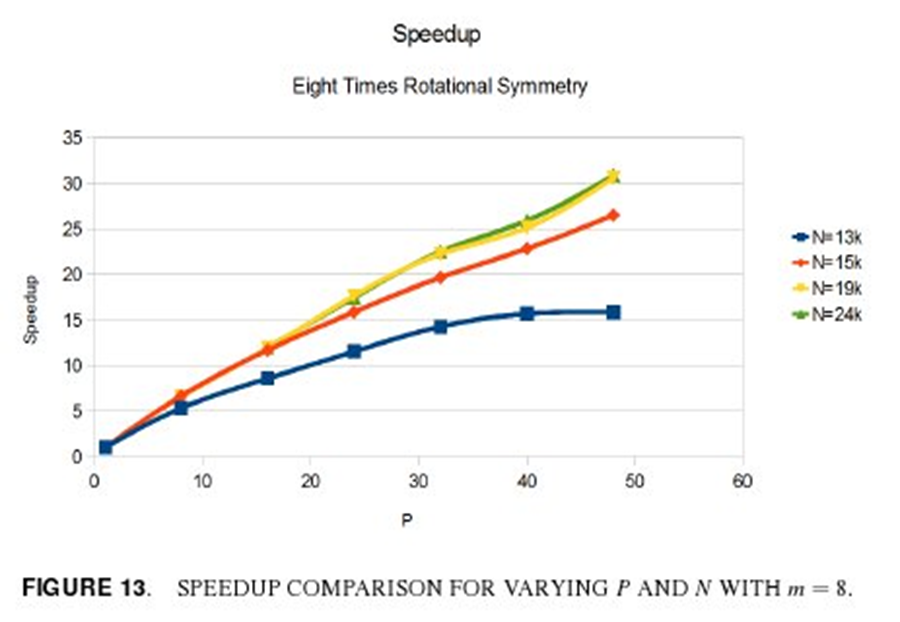 Speedup
Eight Times Rotational Symmetry
35
30
25
20
15
10
5
0
Speedup
0 10 20 30 40 50 60
P
N=13k
N=15k
N=19k
N=24k
FIGURE 13. SPEEDUP COMPARISON FOR VARYING P AND N WITH m = 8.